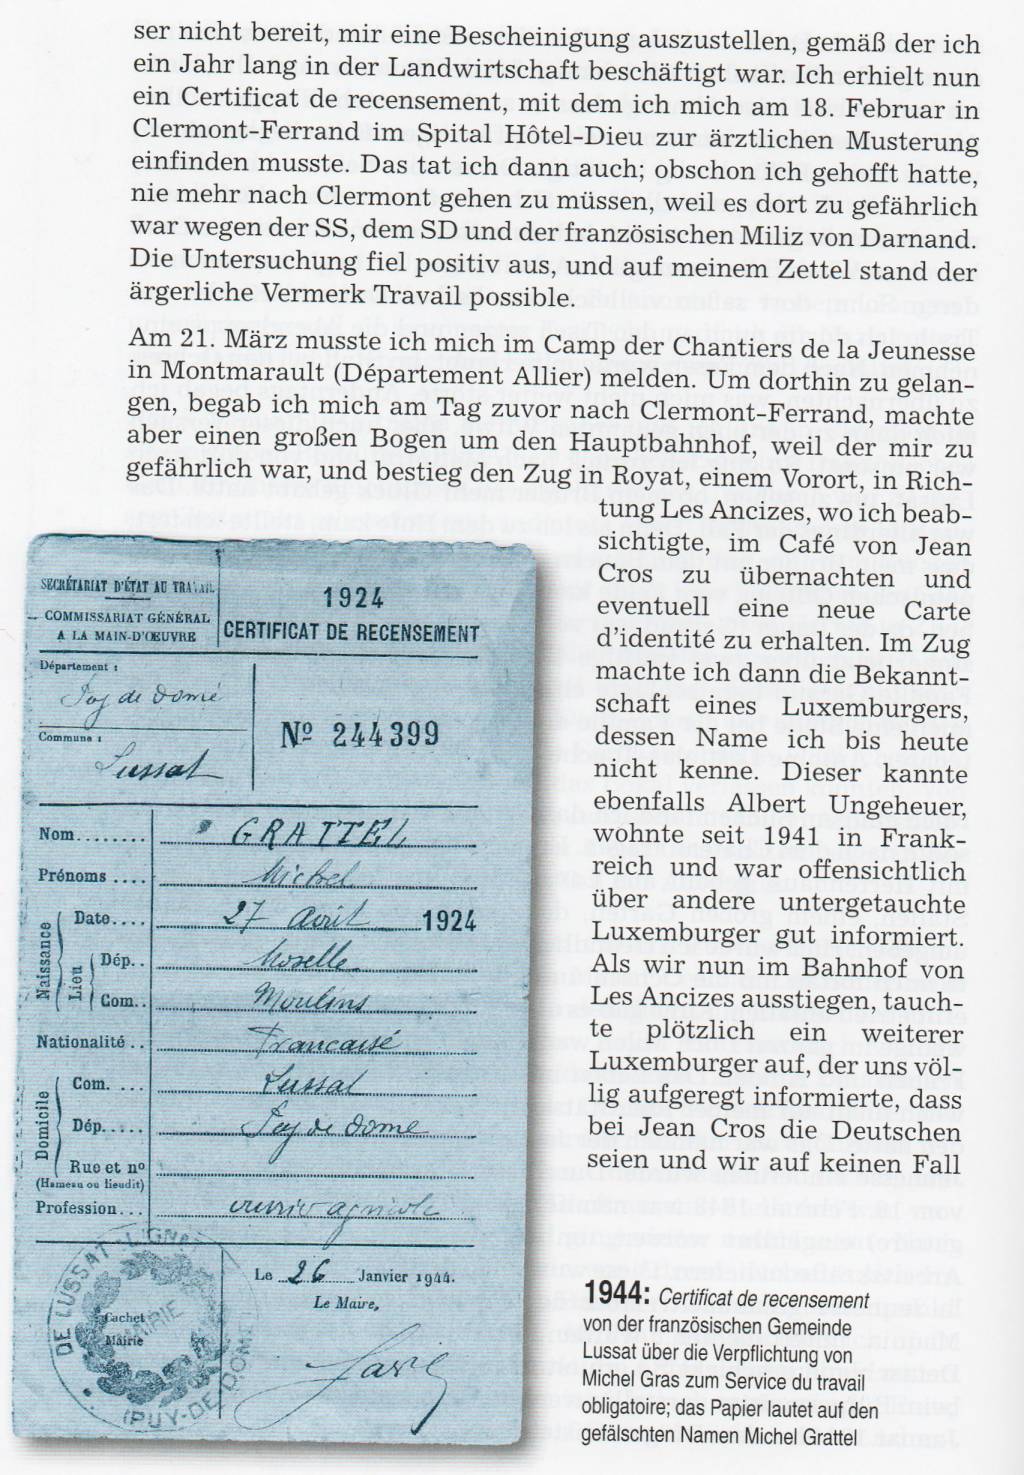 ser nicht bereit, mir eine Bescheinigung auszustellen, gemäß der ich
ein Jahr lang in der Landwirtschaft beschäftigt war. Ich erhielt nun
ein Certificat de recensement, mit dem ich mich am 18. Februar in
Clermont-Ferrand im Spital Hôtel-Dieu zur ärztlichen Musterung
einfinden musste. Das tat ich dann auch; obschon ich gehofft hatte,
nie mehr nach Clermont gehen zu müssen, weil es dort zu gefährlich
war wegen der SS, dem SD und der französischen Miliz von Darnand.
Die Untersuchung fiel positiv aus, und auf meinem Zettel stand der
ärgerliche Vermerk Travail possible.
Am 21. März musste ich mich im Camp der Chantiers de la Jeunesse
in Montmarault (Département Allier) melden. Um dorthin zu gelan-
gen, begab ich mich am Tag zuvor nach Clermont-Ferrand, machte
aber einen großen Bogen um den Hauptbahnhof, weil der mir zu
gefährlich war, und bestieg den Zug in Royat, einem Vorort, in Rich-
tung Les Ancizes, wo ich beab-
sichtigte, im Café von Jean
Cros zu übernachten und
eventuell eine neue Carte
d'identité zu erhalten. Im Zug
machte ich dann die Bekannt-
schaft eines Luxemburgers,
dessen Name ich bis heute
nicht kenne. Dieser kannte
ebenfalls Albert Ungeheuer,
wohnte seit 1941 in Frank-
reich und war offensichtlich
über andere untergetauchte
Luxemburger gut informiert.
Als wir nun im Bahnhof von
Les Ancizes ausstiegen, tauch-
te plötzlich ein weiterer
Luxemburger auf, der uns völ-
lig aufgeregt informierte, dass
bei Jean Cros die Deutschen
seien und wir auf keinen Fall
SECRÉTARIAT D'ÉTAT AU TRAVAIL
COMMISSARIAT GÉNÉRAL
A LA MAIN-D'ŒUVRE
1924
CERTIFICAT DE RECENSEMENT
Département :
Puy de Dome
Commune :
Lussat
Nº 244399
Nom........ GRATTEL
Prénoms .... Michel
Naissance
Date.... 27 Avril 1924
Lieu
Dép.. Moselle
Com.. Moulins
Nationalité .. Francaise
Domicile
Com. ... Lussat
Dép..... Puy de Dome
Rue et nº
(Hameau ou lieudit)
Profession... ouvrier agricole
Le 26 Janvier 1944.
Le Maire,
Cachet
Mairie
DE LUSSAT-LIGNAT
MAIRIE
(PUY-DE-DOME)
1944: Certificat de recensement
von der französischen Gemeinde
Lussat über die Verpflichtung von
Michel Gras zum Service du travail
obligatoire; das Papier lautet auf den
gefälschten Namen Michel Grattel